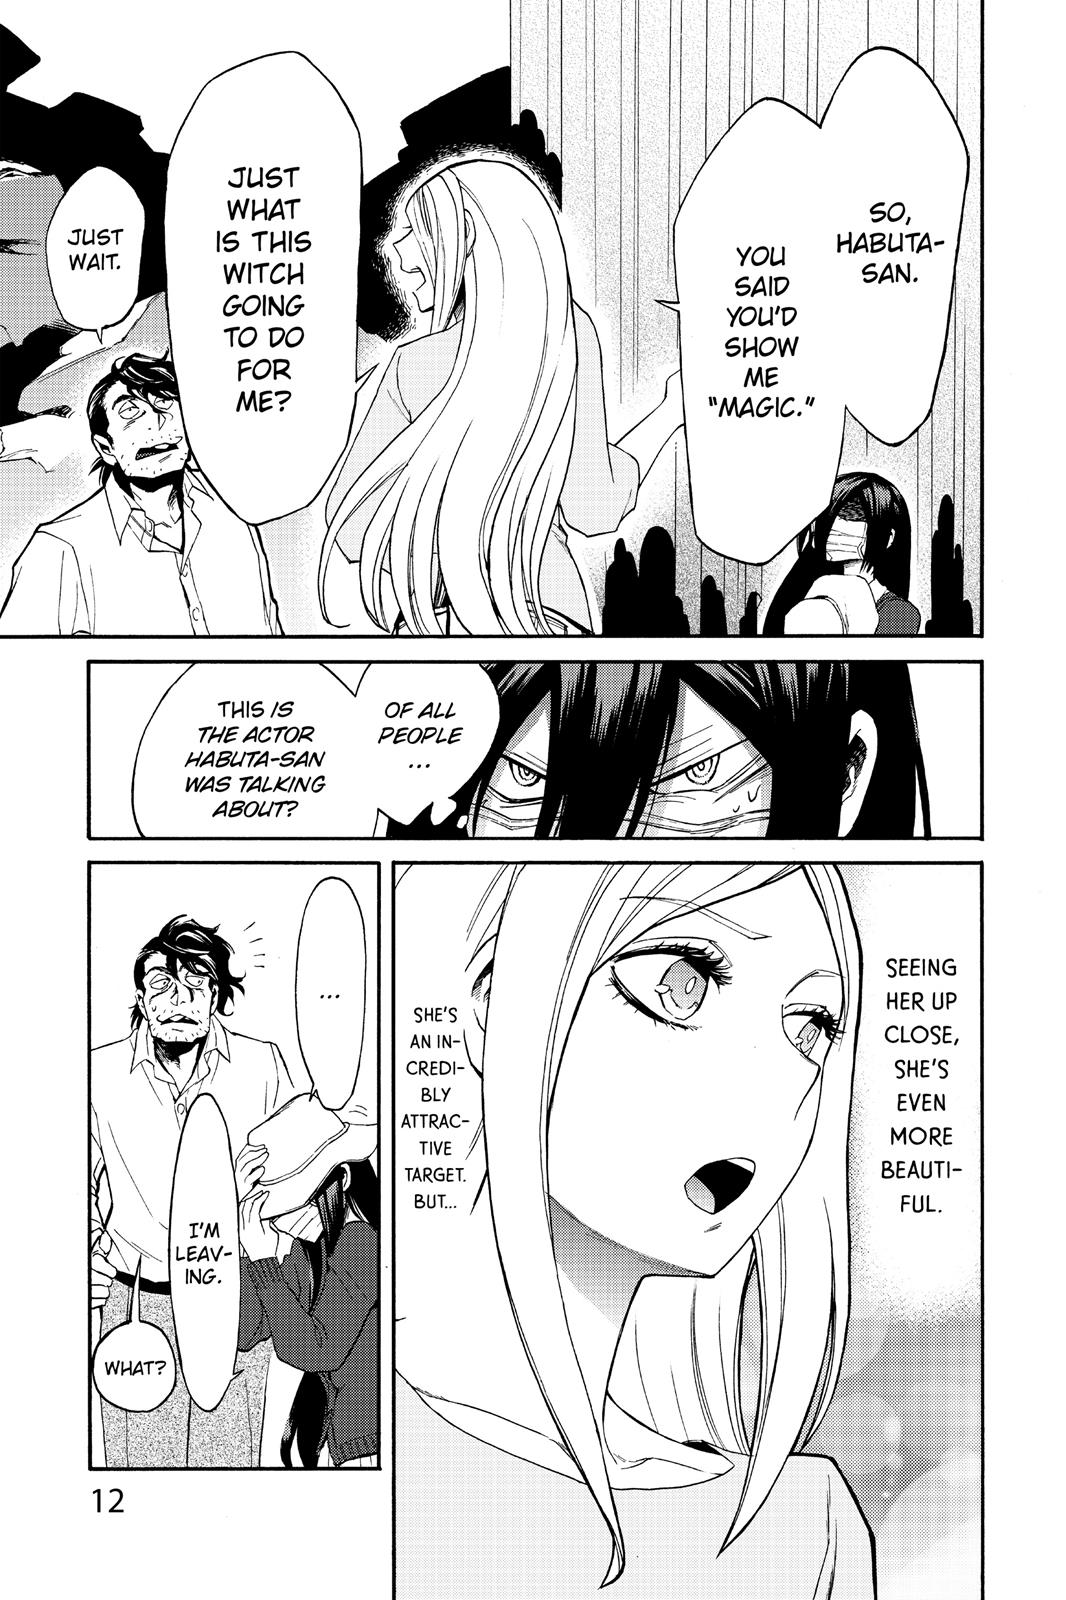 SO,
HABUTA-
SAN.
YOU
SAID
YOU'D
SHOW
ME
"MAGIC."
JUST
WHAT
IS THIS
WITCH
GOING
TO DO
FOR
ME?
JUST
WAIT.
OF ALL
PEOPLE
...
THIS IS
THE ACTOR
HABUTA-SAN
WAS TALKING
ABOUT?
SEEING
HER UP
CLOSE,
SHE'S
EVEN
MORE
BEAUTI-
FUL.
SHE'S
AN IN-
CREDI-
BLY
ATTRAC-
TIVE
TARGET.
BUT...
...
I'M
LEAV-
ING.
WHAT?
12